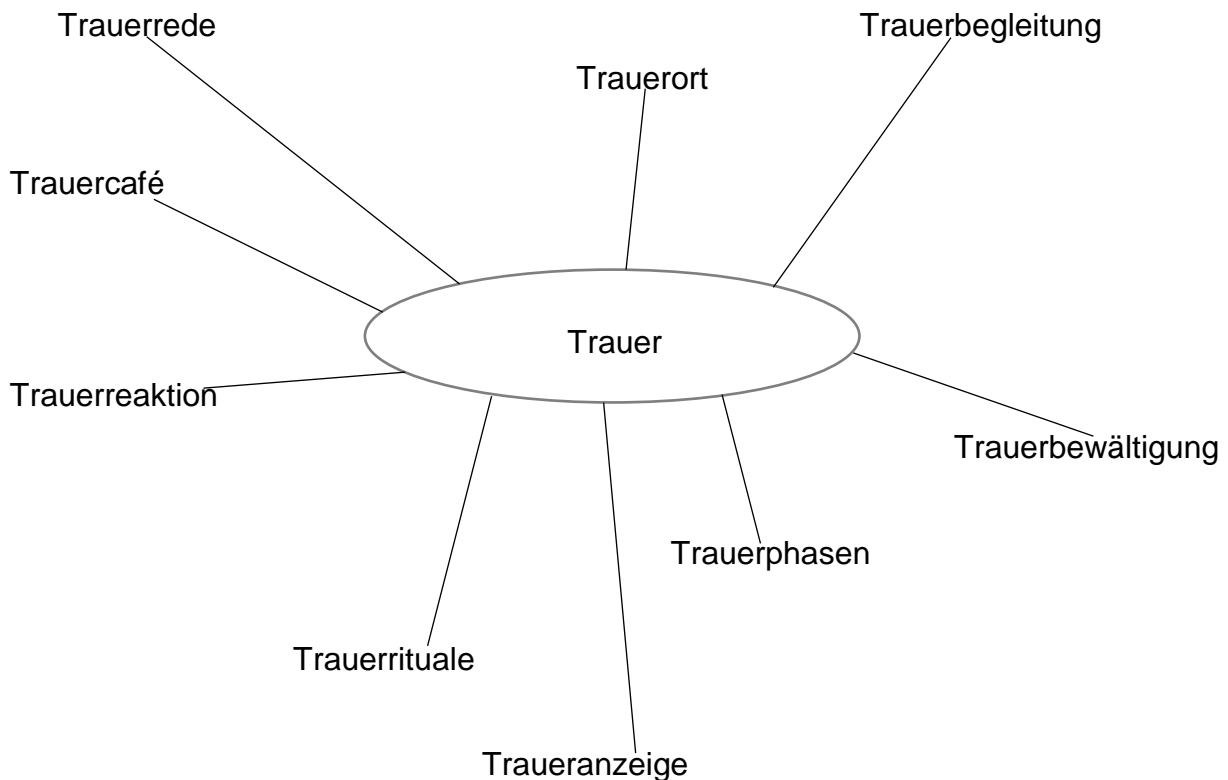 Trauerrede
Trauerbegleitung
Trauerort
Trauercafé
Trauer
Trauerreaktion
Trauerbewältigung
Trauerphasen
Trauerrituale
Traueranzeige